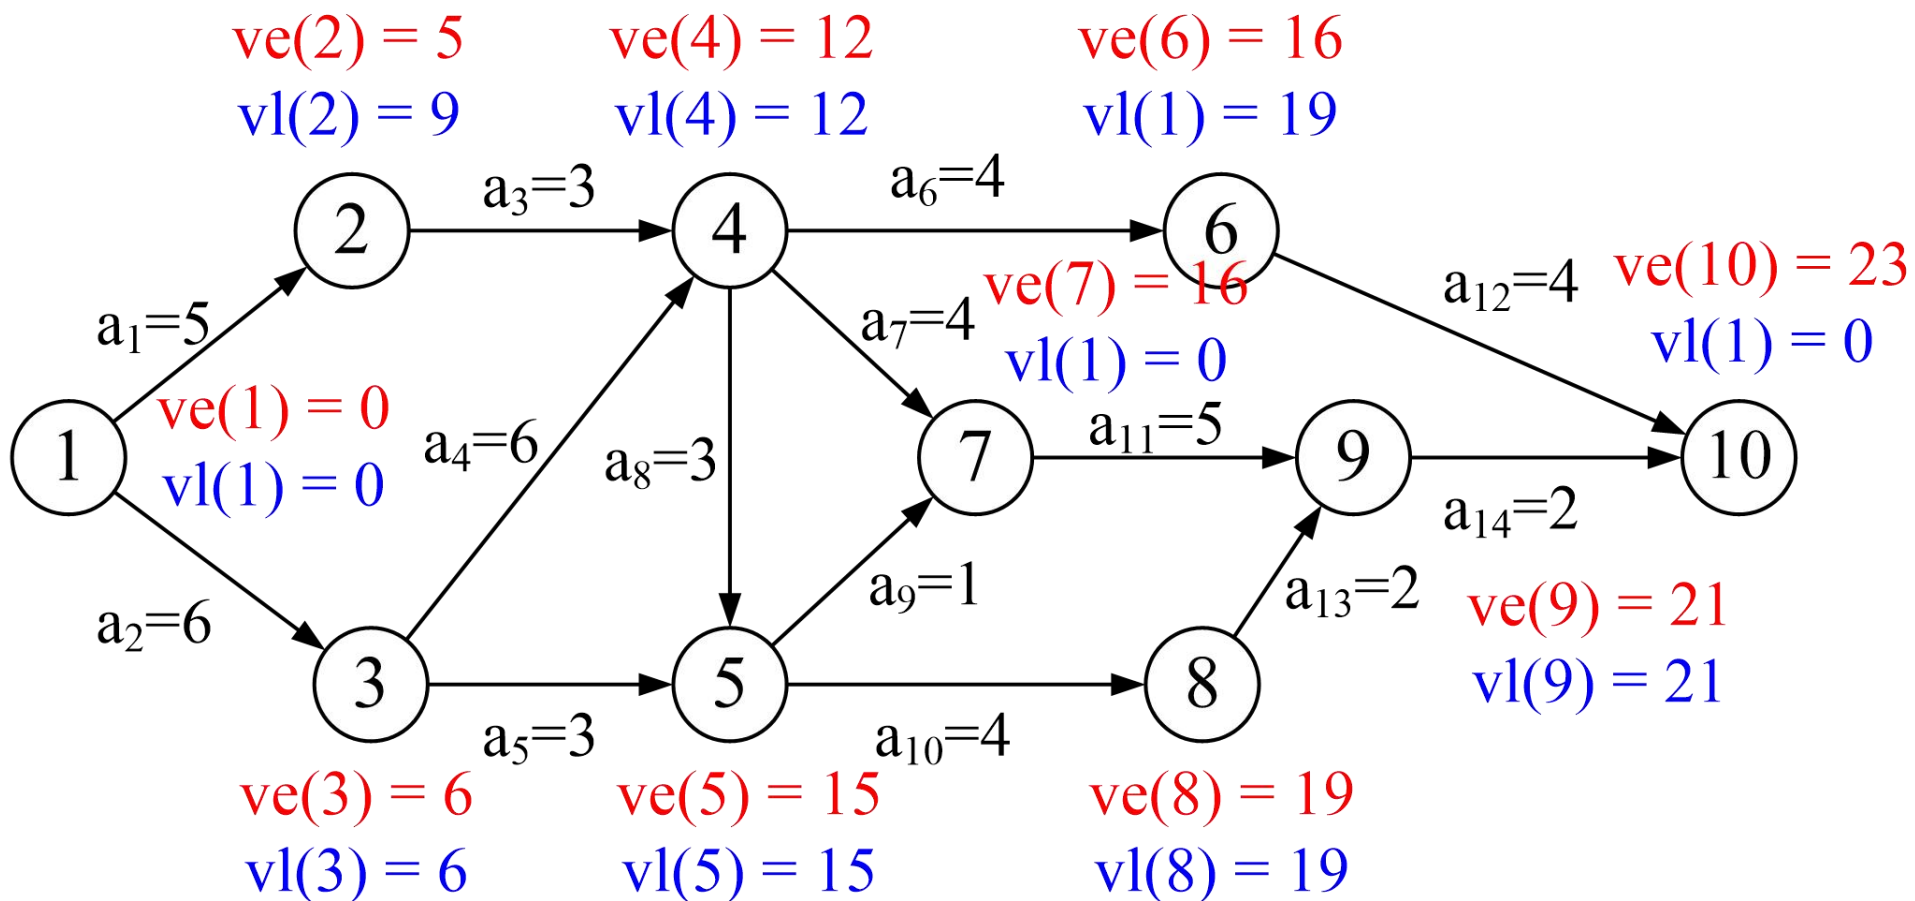 ve(2) = 5
vl(2) = 9
ve(4) = 12
vl(4) = 12
ve(6) = 16
vl(1) = 19
a3=3
a6=4
2
4
6
ve(7) = 16
vl(1) = 0
a12=4
ve(10) = 23
vl(1) = 0
a1=5
a7=4
ve(1) = 0
vl(1) = 0
a4=6
a8=3
a11=5
1
7
9
10
a14=2
a2=6
a9=1
a13=2
ve(9) = 21
vl(9) = 21
3
5
8
a5=3
a10=4
ve(3) = 6
vl(3) = 6
ve(5) = 15
vl(5) = 15
ve(8) = 19
vl(8) = 19